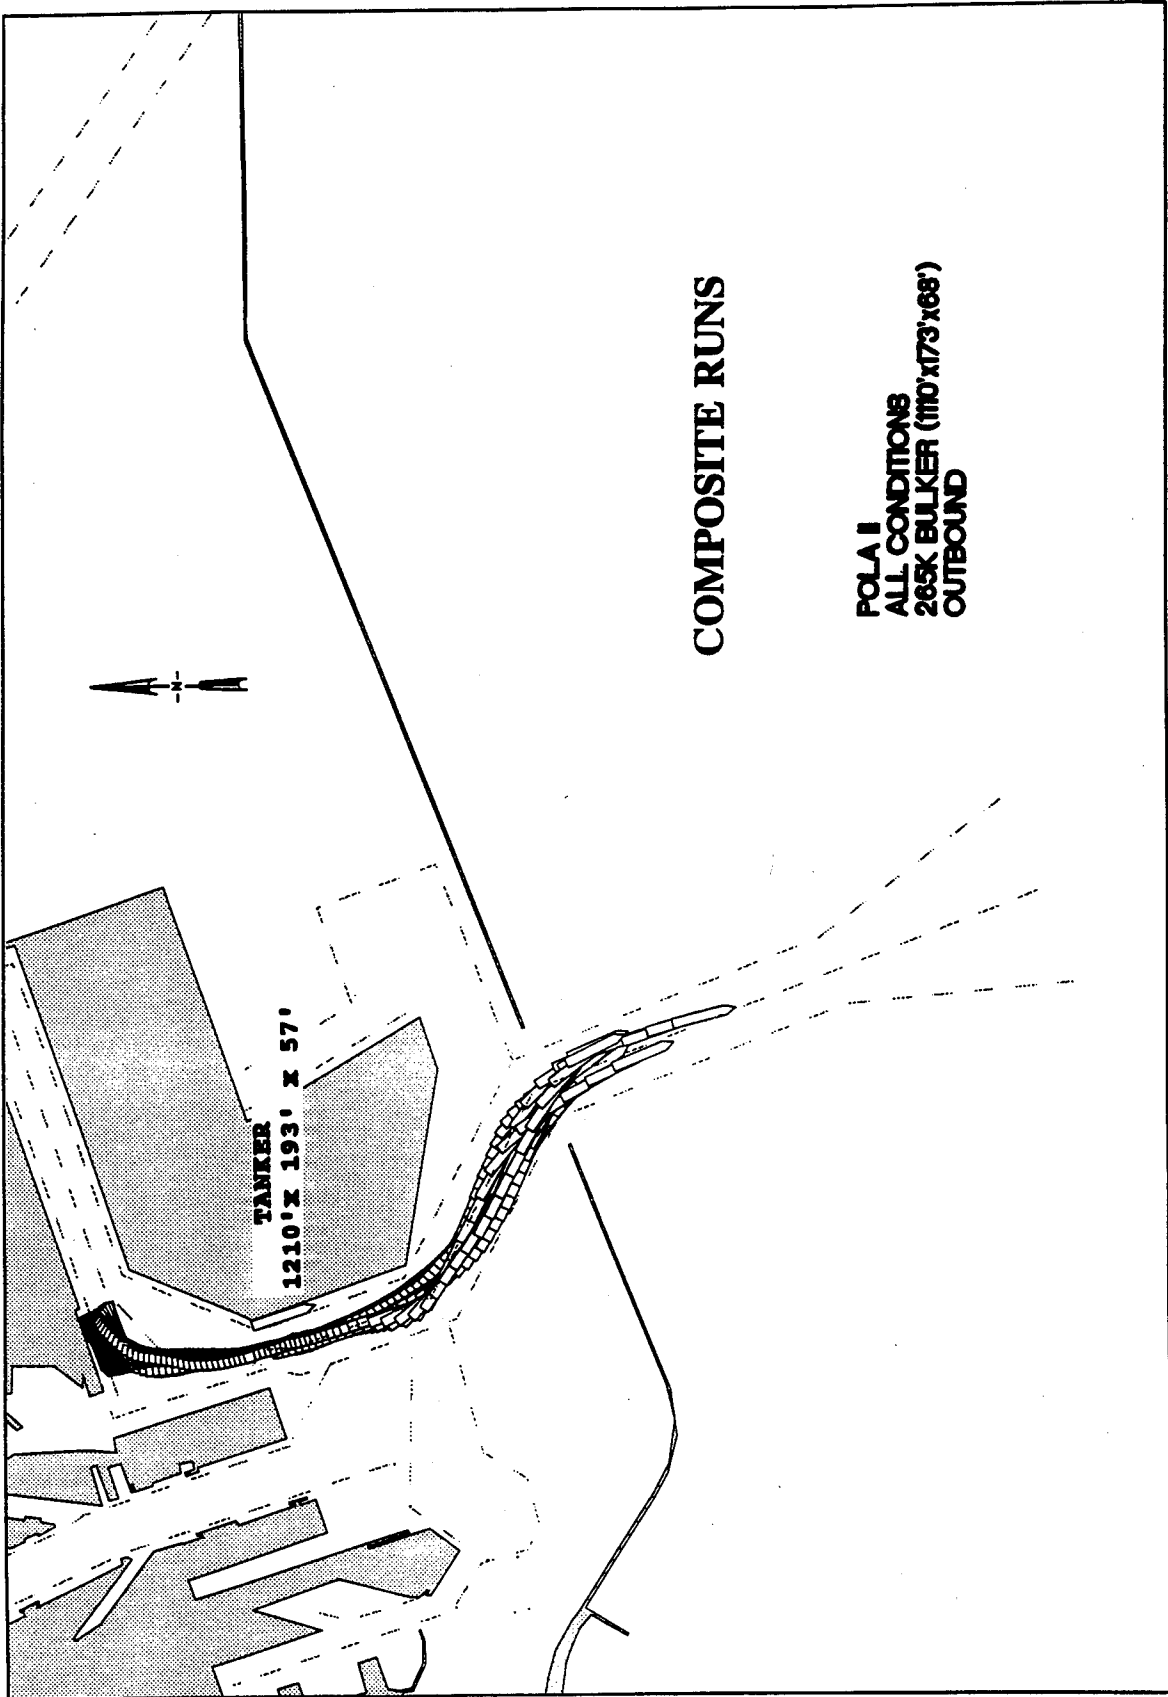 TANKER
1210'X 193' X 57'
N
COMPOSITE RUNS
POLA II
ALL CONDITIONS
265K BULKER (1110'x173'x68')
OUTBOUND